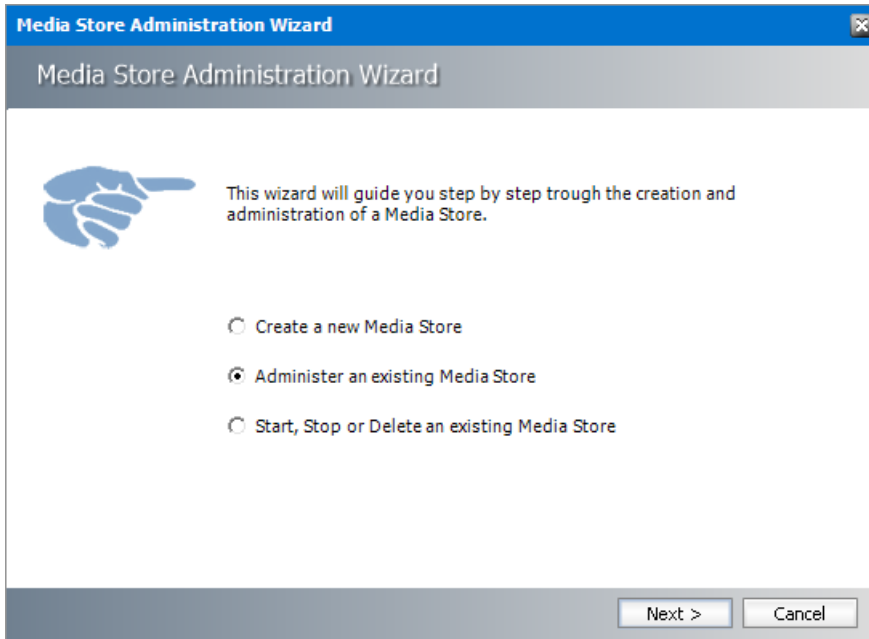 Media Store Administration Wizard
Media Store Administration Wizard
This wizard will guide you step by step trough the creation and
administration of a Media Store.
Create a new Media Store
Administer an existing Media Store
Start, Stop or Delete an existing Media Store
Next >
Cancel